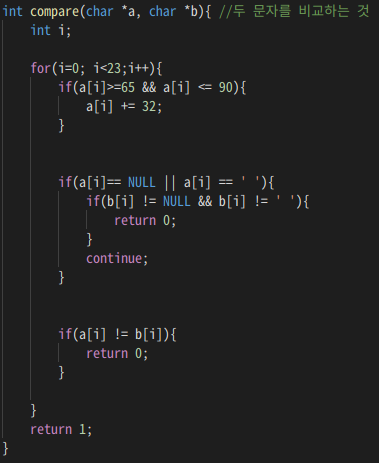 int compare(char *a, char *b){ //두 문자를 비교하는 것
    int i;
    for(i=0; i<23;i++){
        if(a[i]>=65 && a[i] <= 90){
            a[i] += 32;
        }
        if(a[i]== NULL || a[i] == ' '){
            if(b[i] != NULL && b[i] != ' '){
                return 0;
            }
            continue;
        }
        if(a[i] != b[i]){
            return 0;
        }
    }
    return 1;
}